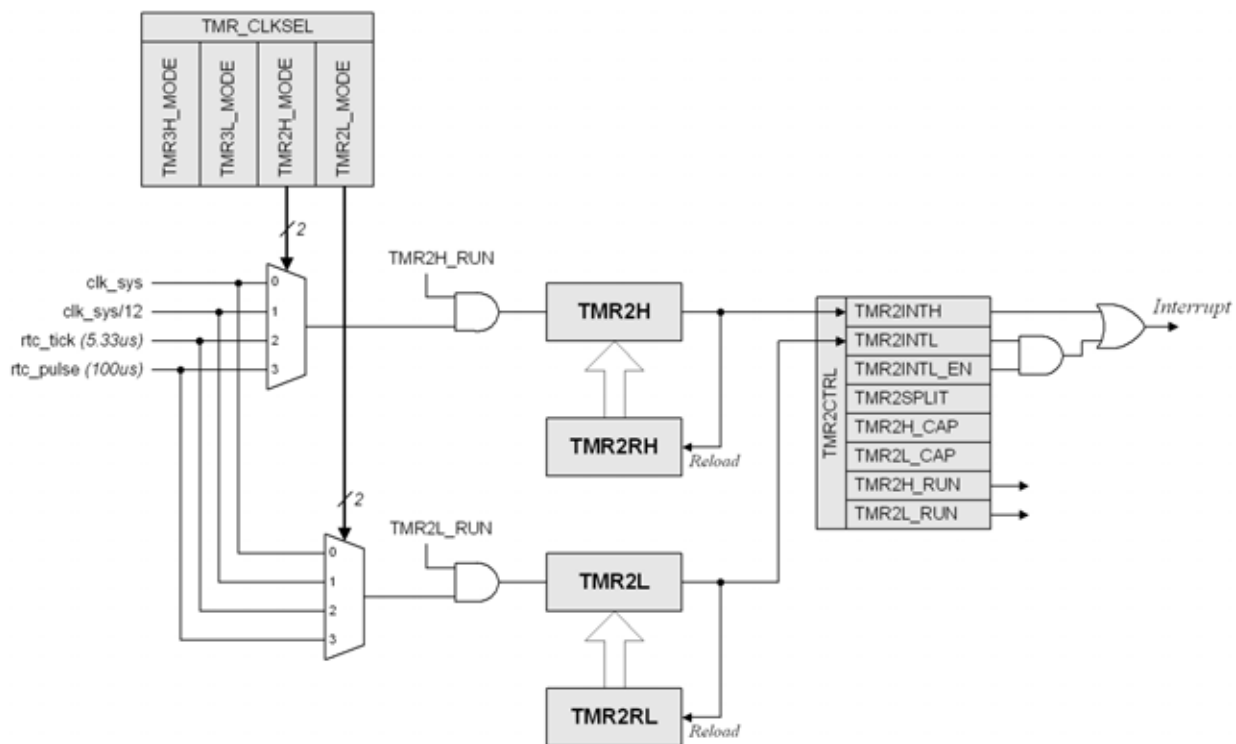 TMR_CLKSEL
TMR3H_MODE
TMR3L_MODE
TMR2H_MODE
TMR2L_MODE
2
clk_sys
clk_sys/12
rtc_tick (5.33us)
rtc_pulse (100us)
0
1
2
3
TMR2H_RUN
TMR2H
TMR2RH
Reload
TMR2CTRL
TMR2INTH
TMR2INTL
TMR2INTL_EN
TMR2SPLIT
TMR2H_CAP
TMR2L_CAP
TMR2H_RUN
TMR2L_RUN
Interrupt
2
0
1
2
3
TMR2L_RUN
TMR2L
TMR2RL
Reload